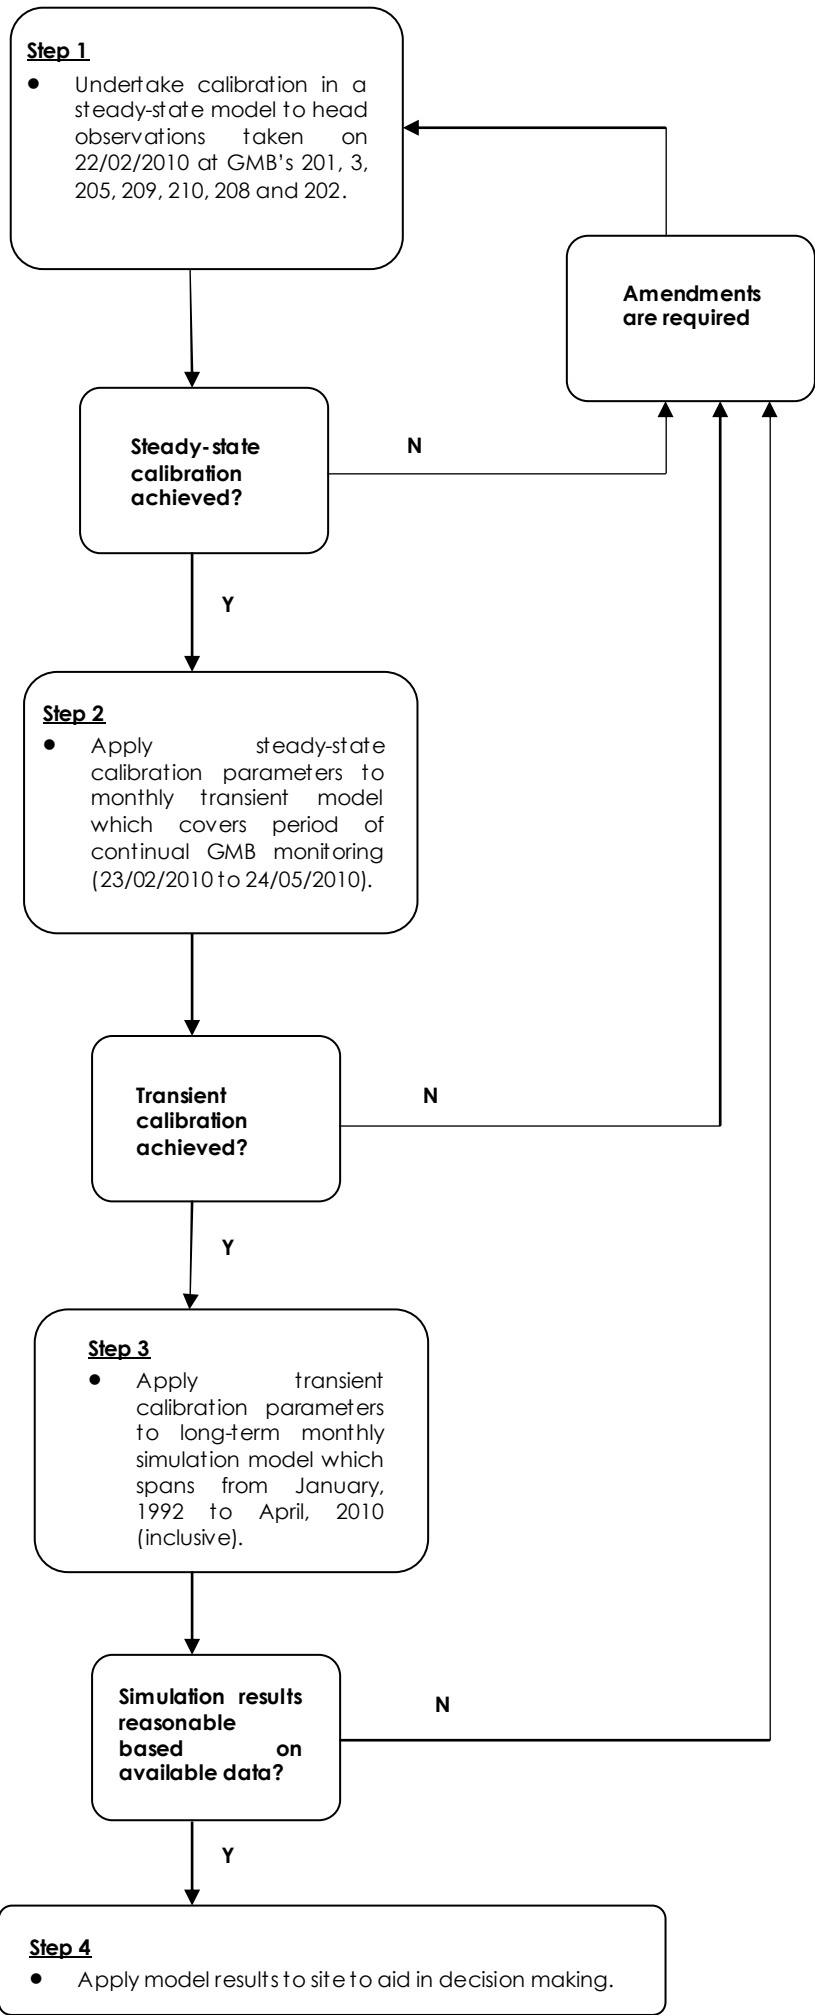 Step 1
● Undertake calibration in a
steady-state model to head
observations taken on
22/02/2010 at GMB's 201, 3,
205, 209, 210, 208 and 202.
Amendments
are required
Steady-state
calibration
achieved?
N
Y
Step 2
● Apply steady-state
calibration parameters to
monthly transient model
which covers period of
continual GMB monitoring
(23/02/2010 to 24/05/2010).
Transient
calibration
achieved?
N
Y
Step 3
● Apply transient
calibration parameters
to long-term monthly
simulation model which
spans from January,
1992 to April, 2010
(inclusive).
Simulation results
reasonable
based on
available data?
N
Y
Step 4
● Apply model results to site to aid in decision making.